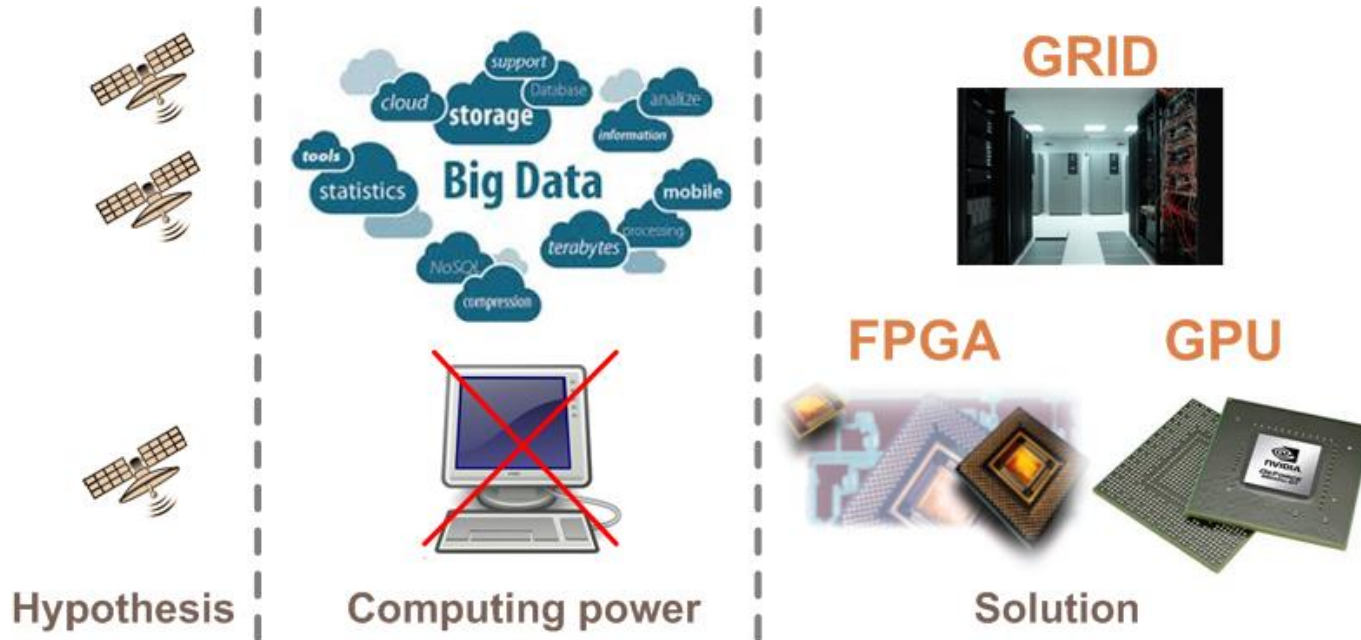 support
Database
cloud
storage
analize
information
tools
statistics
Big Data
mobile
processing
terabytes
NoSQL
compression
GRID
FPGA
GPU
NVIDIA
GeForce
Hypothesis
Computing power
Solution